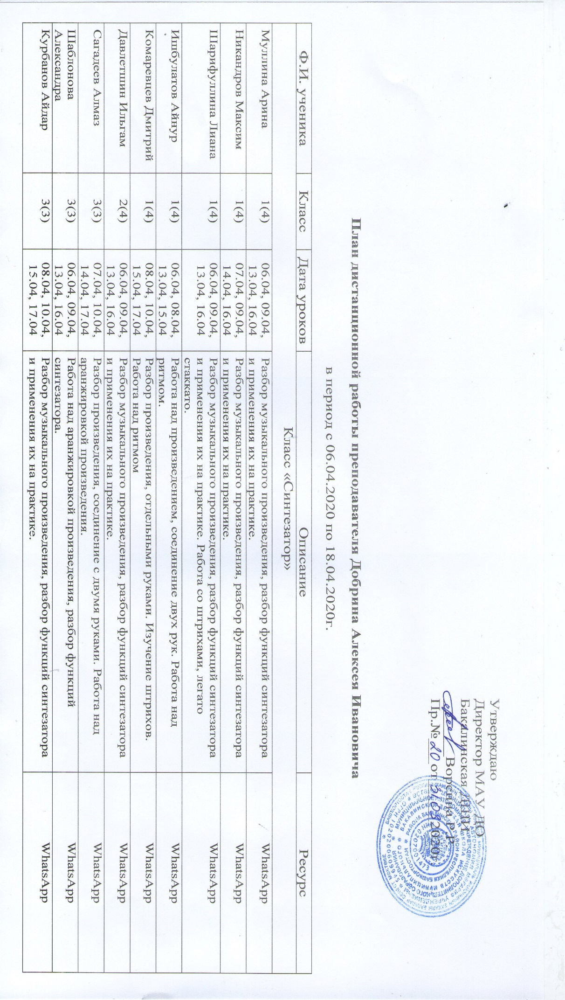 Утверждаю
Директор МАУ ДО
Бакалинская ДШИ
Вореина Р.Р
Пр.№ 20 от 31.03 2020г
План дистанционной работы преподавателя Добрина Алексея Ивановича
в период с 06.04.2020 по 18.04.2020г.
Ф.И. ученика Класс Дата уроков Описание Ресурс
Класс «Синтезатор»
Муллина Арина 1(4) 06.04, 09.04, Разбор музыкального произведения, разбор функций синтезатора WhatsApp
13.04, 16.04 и применения их на практике.
Никандров Максим 1(4) 07.04, 09.04, Разбор музыкального произведения, разбор функций синтезатора WhatsApp
14.04, 16.04 и применения их на практике.
Шарифуллина Лиана 1(4) 06.04, 09.04, Разбор музыкального произведения, разбор функций синтезатора WhatsApp
13.04, 16.04 и применения их на практике. Работа со штрихами, легато
стаккато.
Ишбулатов Айнур 1(4) 06.04, 08.04, Работа над произведением, соединение двух рук. Работа над WhatsApp
13.04, 15.04 ритмом.
Комаревцев Дмитрий 1(4) 08.04, 10.04, Разбор произведения, отдельными руками. Изучение штрихов. WhatsApp
15.04, 17.04 Работа над ритмом
Давлетшин Ильгам 2(4) 06.04, 09.04, Разбор музыкального произведения, разбор функций синтезатора WhatsApp
13.04, 16.04 и применения их на практике.
Сагадеев Алмаз 3(3) 07.04, 10.04, Разбор произведения, соединение с двумя руками. Работа над WhatsApp
14.04, 17.04 аранжировкой произведения.
Шаблонова 3(3) 06.04, 09.04, Работа над аранжировкой произведения, разбор функций WhatsApp
Александра 13.04, 16.04 синтезатора.
Курбанов Айдар 3(3) 08.04, 10.04, Разбор музыкального произведения, разбор функций синтезатора WhatsApp
15.04, 17.04 и применения их на практике.